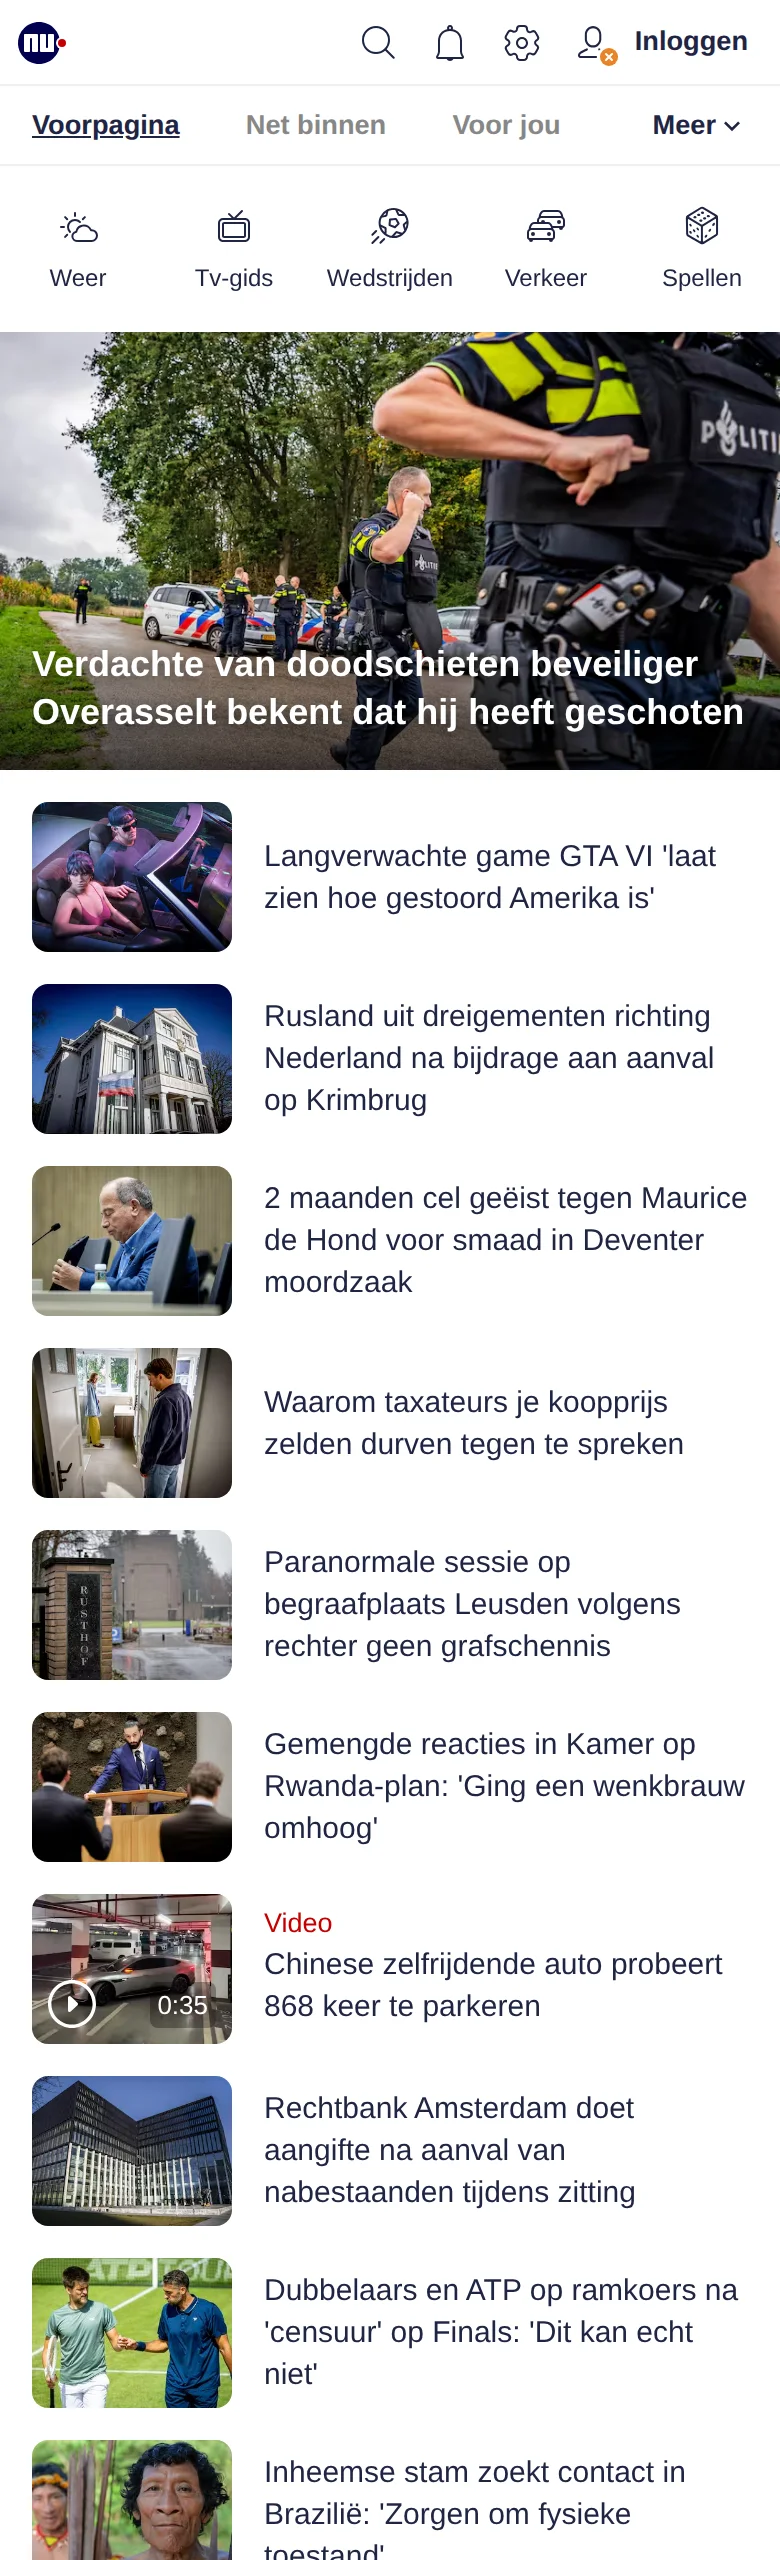 nu
Inloggen
Voorpagina
Net binnen
Voor jou
Meer
Weer
Tv-gids
Wedstrijden
Verkeer
Spellen
POLITI
POLITIE
Verdachte van doodschieten beveiliger
Overasselt bekent dat hij heeft geschoten
Langverwachte game GTA VI 'laat
zien hoe gestoord Amerika is'
Rusland uit dreigementen richting
Nederland na bijdrage aan aanval
op Krimbrug
2 maanden cel geëist tegen Maurice
de Hond voor smaad in Deventer
moordzaak
Waarom taxateurs je koopprijs
zelden durven tegen te spreken
RUSTHOF
Paranormale sessie op
begraafplaats Leusden volgens
rechter geen grafschennis
Gemengde reacties in Kamer op
Rwanda-plan: 'Ging een wenkbrauw
omhoog'
0:35
Video
Chinese zelfrijdende auto probeert
868 keer te parkeren
Rechtbank Amsterdam doet
aangifte na aanval van
nabestaanden tijdens zitting
ATP TOUR
Dubbelaars en ATP op ramkoers na
'censuur' op Finals: 'Dit kan echt
niet'
Inheemse stam zoekt contact in
Brazilië: 'Zorgen om fysieke
toestand'